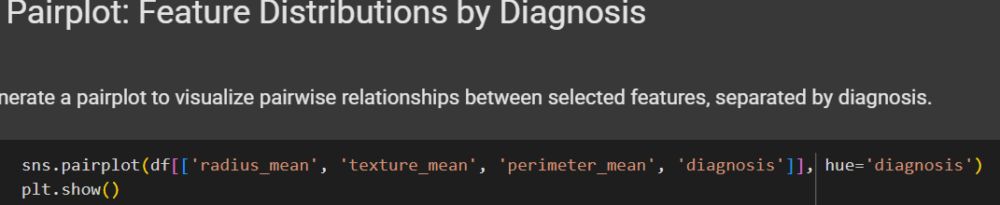 Pairplot: Feature Distributions by Diagnosis
nerate a pairplot to visualize pairwise relationships between selected features, separated by diagnosis.
sns.pairplot(df[['radius_mean', 'texture_mean', 'perimeter_mean', 'diagnosis']], hue='diagnosis')
plt.show()